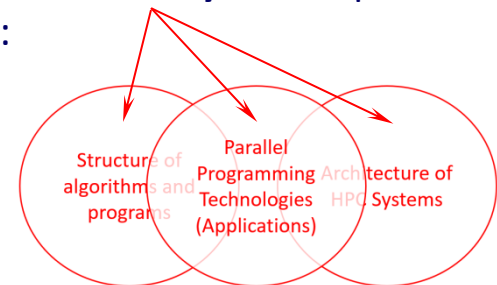 :
Structure of
algorithms and
programs
Parallel
Programming
Technologies
(Applications)
Architecture of
HPC Systems